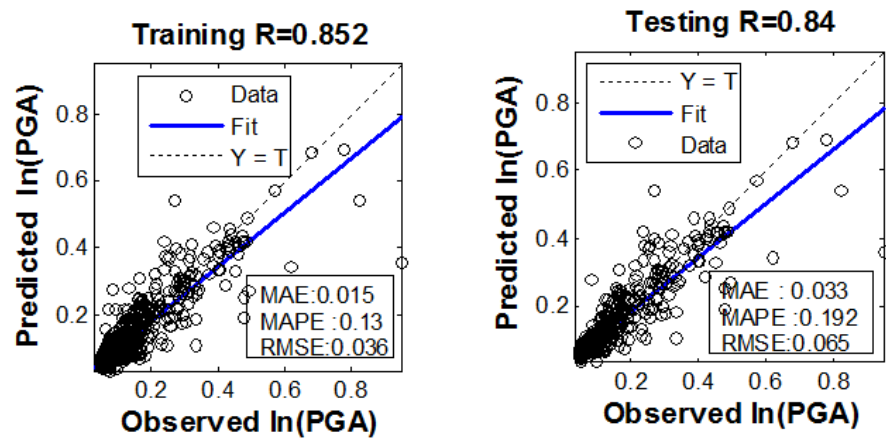 Training R=0.852
Predicted ln(PGA)
0.8
0.6
0.4
0.2
Data
Fit
Y = T
MAE:0.015
MAPE :0.13
RMSE:0.036
0.2 0.4 0.6 0.8
Observed ln(PGA)
Testing R=0.84
Predicted ln(PGA)
0.8
0.6
0.4
0.2
Y = T
Fit
Data
MAE : 0.033
MAPE :0.192
RMSE:0.065
0.2 0.4 0.6 0.8
Observed ln(PGA)